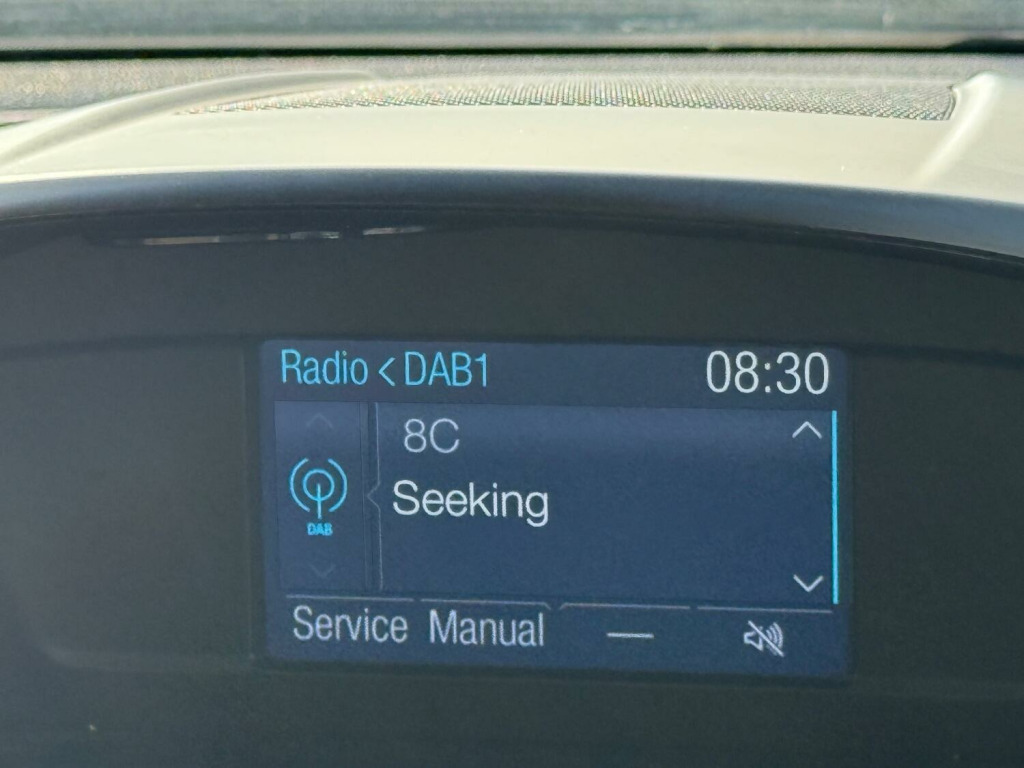 Radio < DAB1 08:30
8C
Seeking
DAB
Service Manual